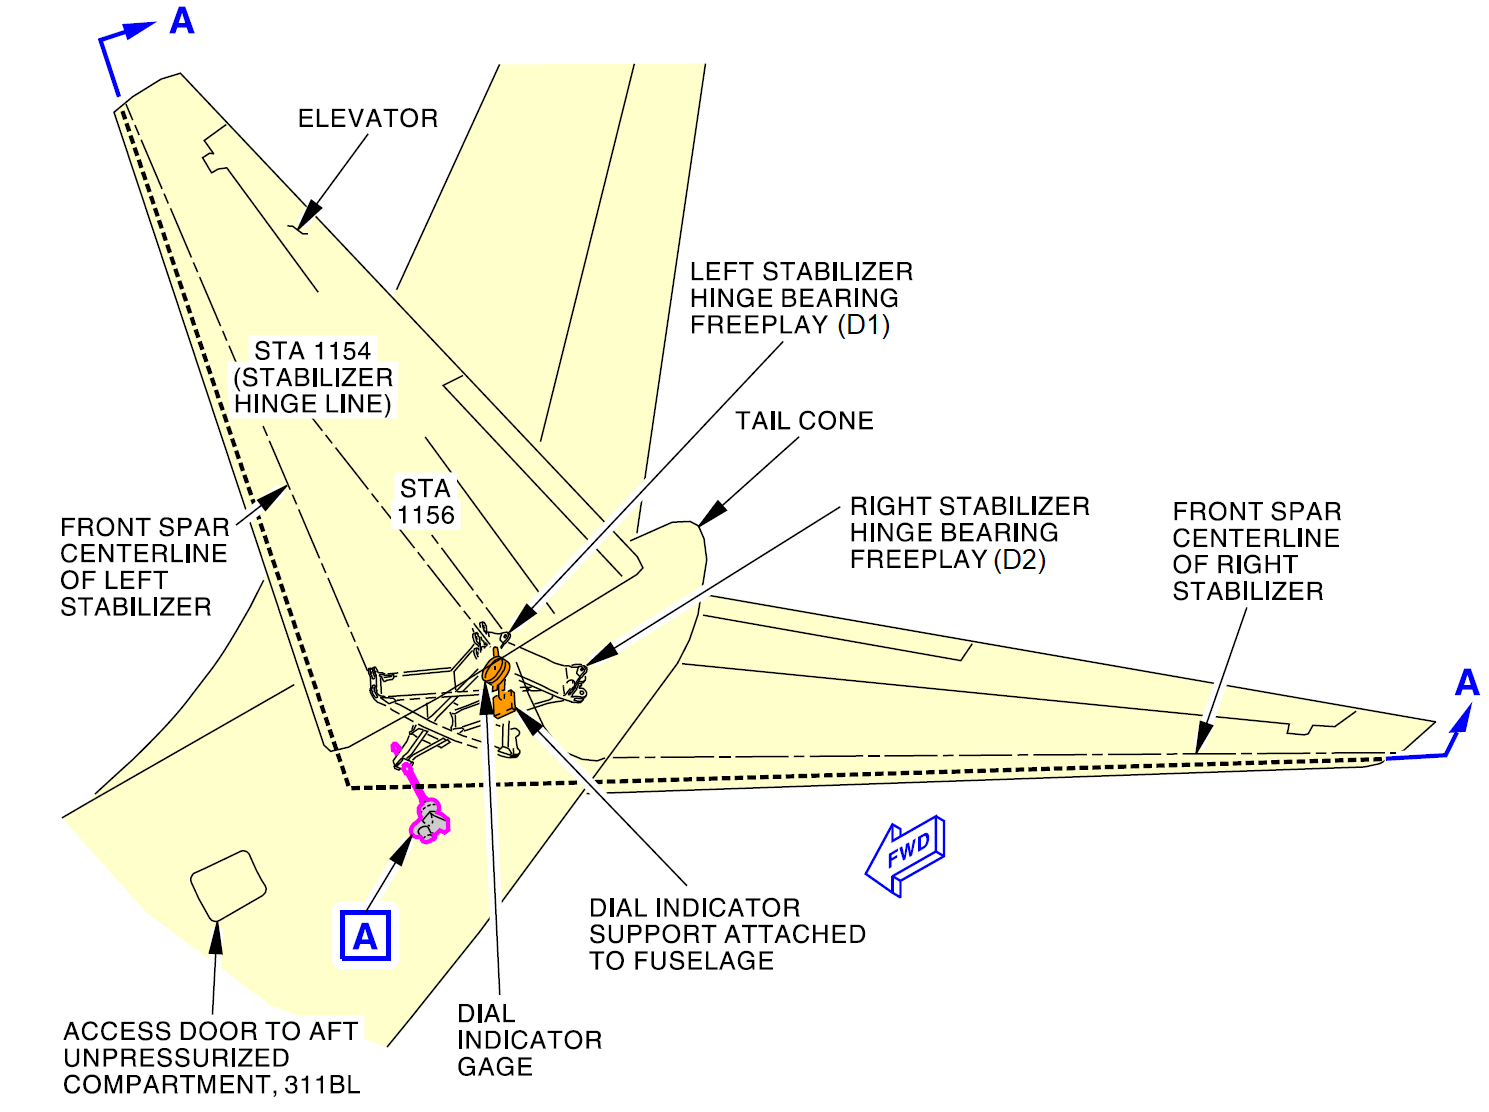 A
ELEVATOR
LEFT STABILIZER
HINGE BEARING
FREEPLAY (D1)
STA 1154
(STABILIZER
HINGE LINE)
TAIL CONE
STA
1156
RIGHT STABILIZER
HINGE BEARING
FREEPLAY (D2)
FRONT SPAR
CENTERLINE
OF RIGHT
STABILIZER
FRONT SPAR
CENTERLINE
OF LEFT
STABILIZER
A
FWD
A
DIAL INDICATOR
SUPPORT ATTACHED
TO FUSELAGE
DIAL
INDICATOR
GAGE
ACCESS DOOR TO AFT
UNPRESSURIZED
COMPARTMENT, 311BL